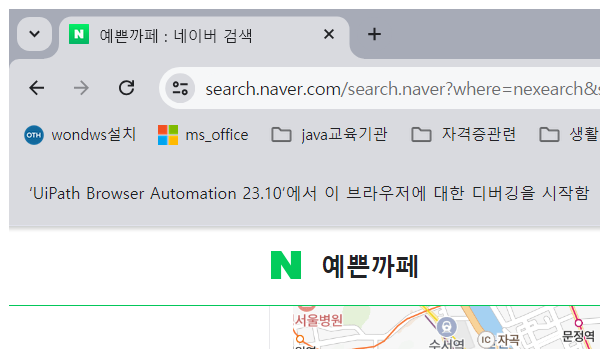 예쁜까페 : 네이버 검색
search.naver.com/search.naver?where=nexearch&
OTH wondws설치 ms_office java교육기관 자격증관련 생활
'UiPath Browser Automation 23.10'에서 이 브라우저에 대한 디버깅을 시작함
N 예쁜까페
서울병원
수서역
IC 자곡
문정역